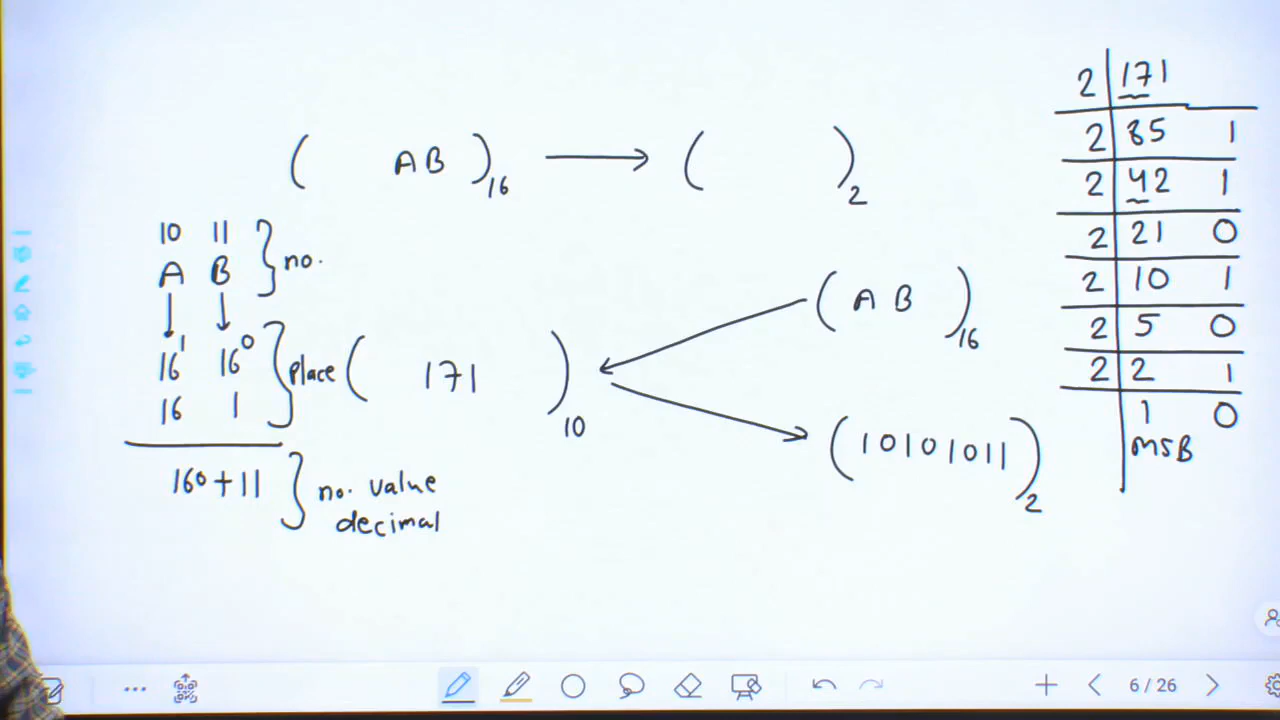 ( AB )16 → ( )2
10 11
A B } no.
16^1 16^0
16 1 } place
160+11 } no. value
decimal
( 171 )10
( A B )16
( 10101011 )2
2 | 171
2 | 85 1
2 | 42 1
2 | 21 0
2 | 10 1
2 | 5 0
2 | 2 1
1 0
MSB
6 / 26